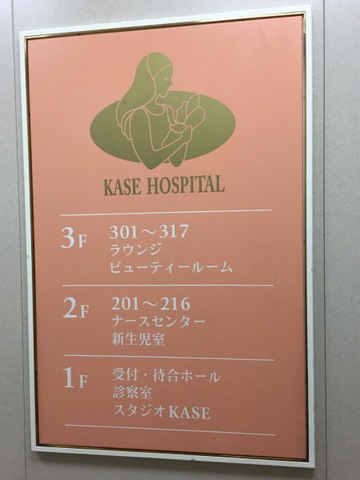 KASE HOSPITAL
3F 301～317
ラウンジ
ビューティールーム
2F 201～216
ナースセンター
新生児室
1F 受付・待合ホール
診察室
スタジオKASE